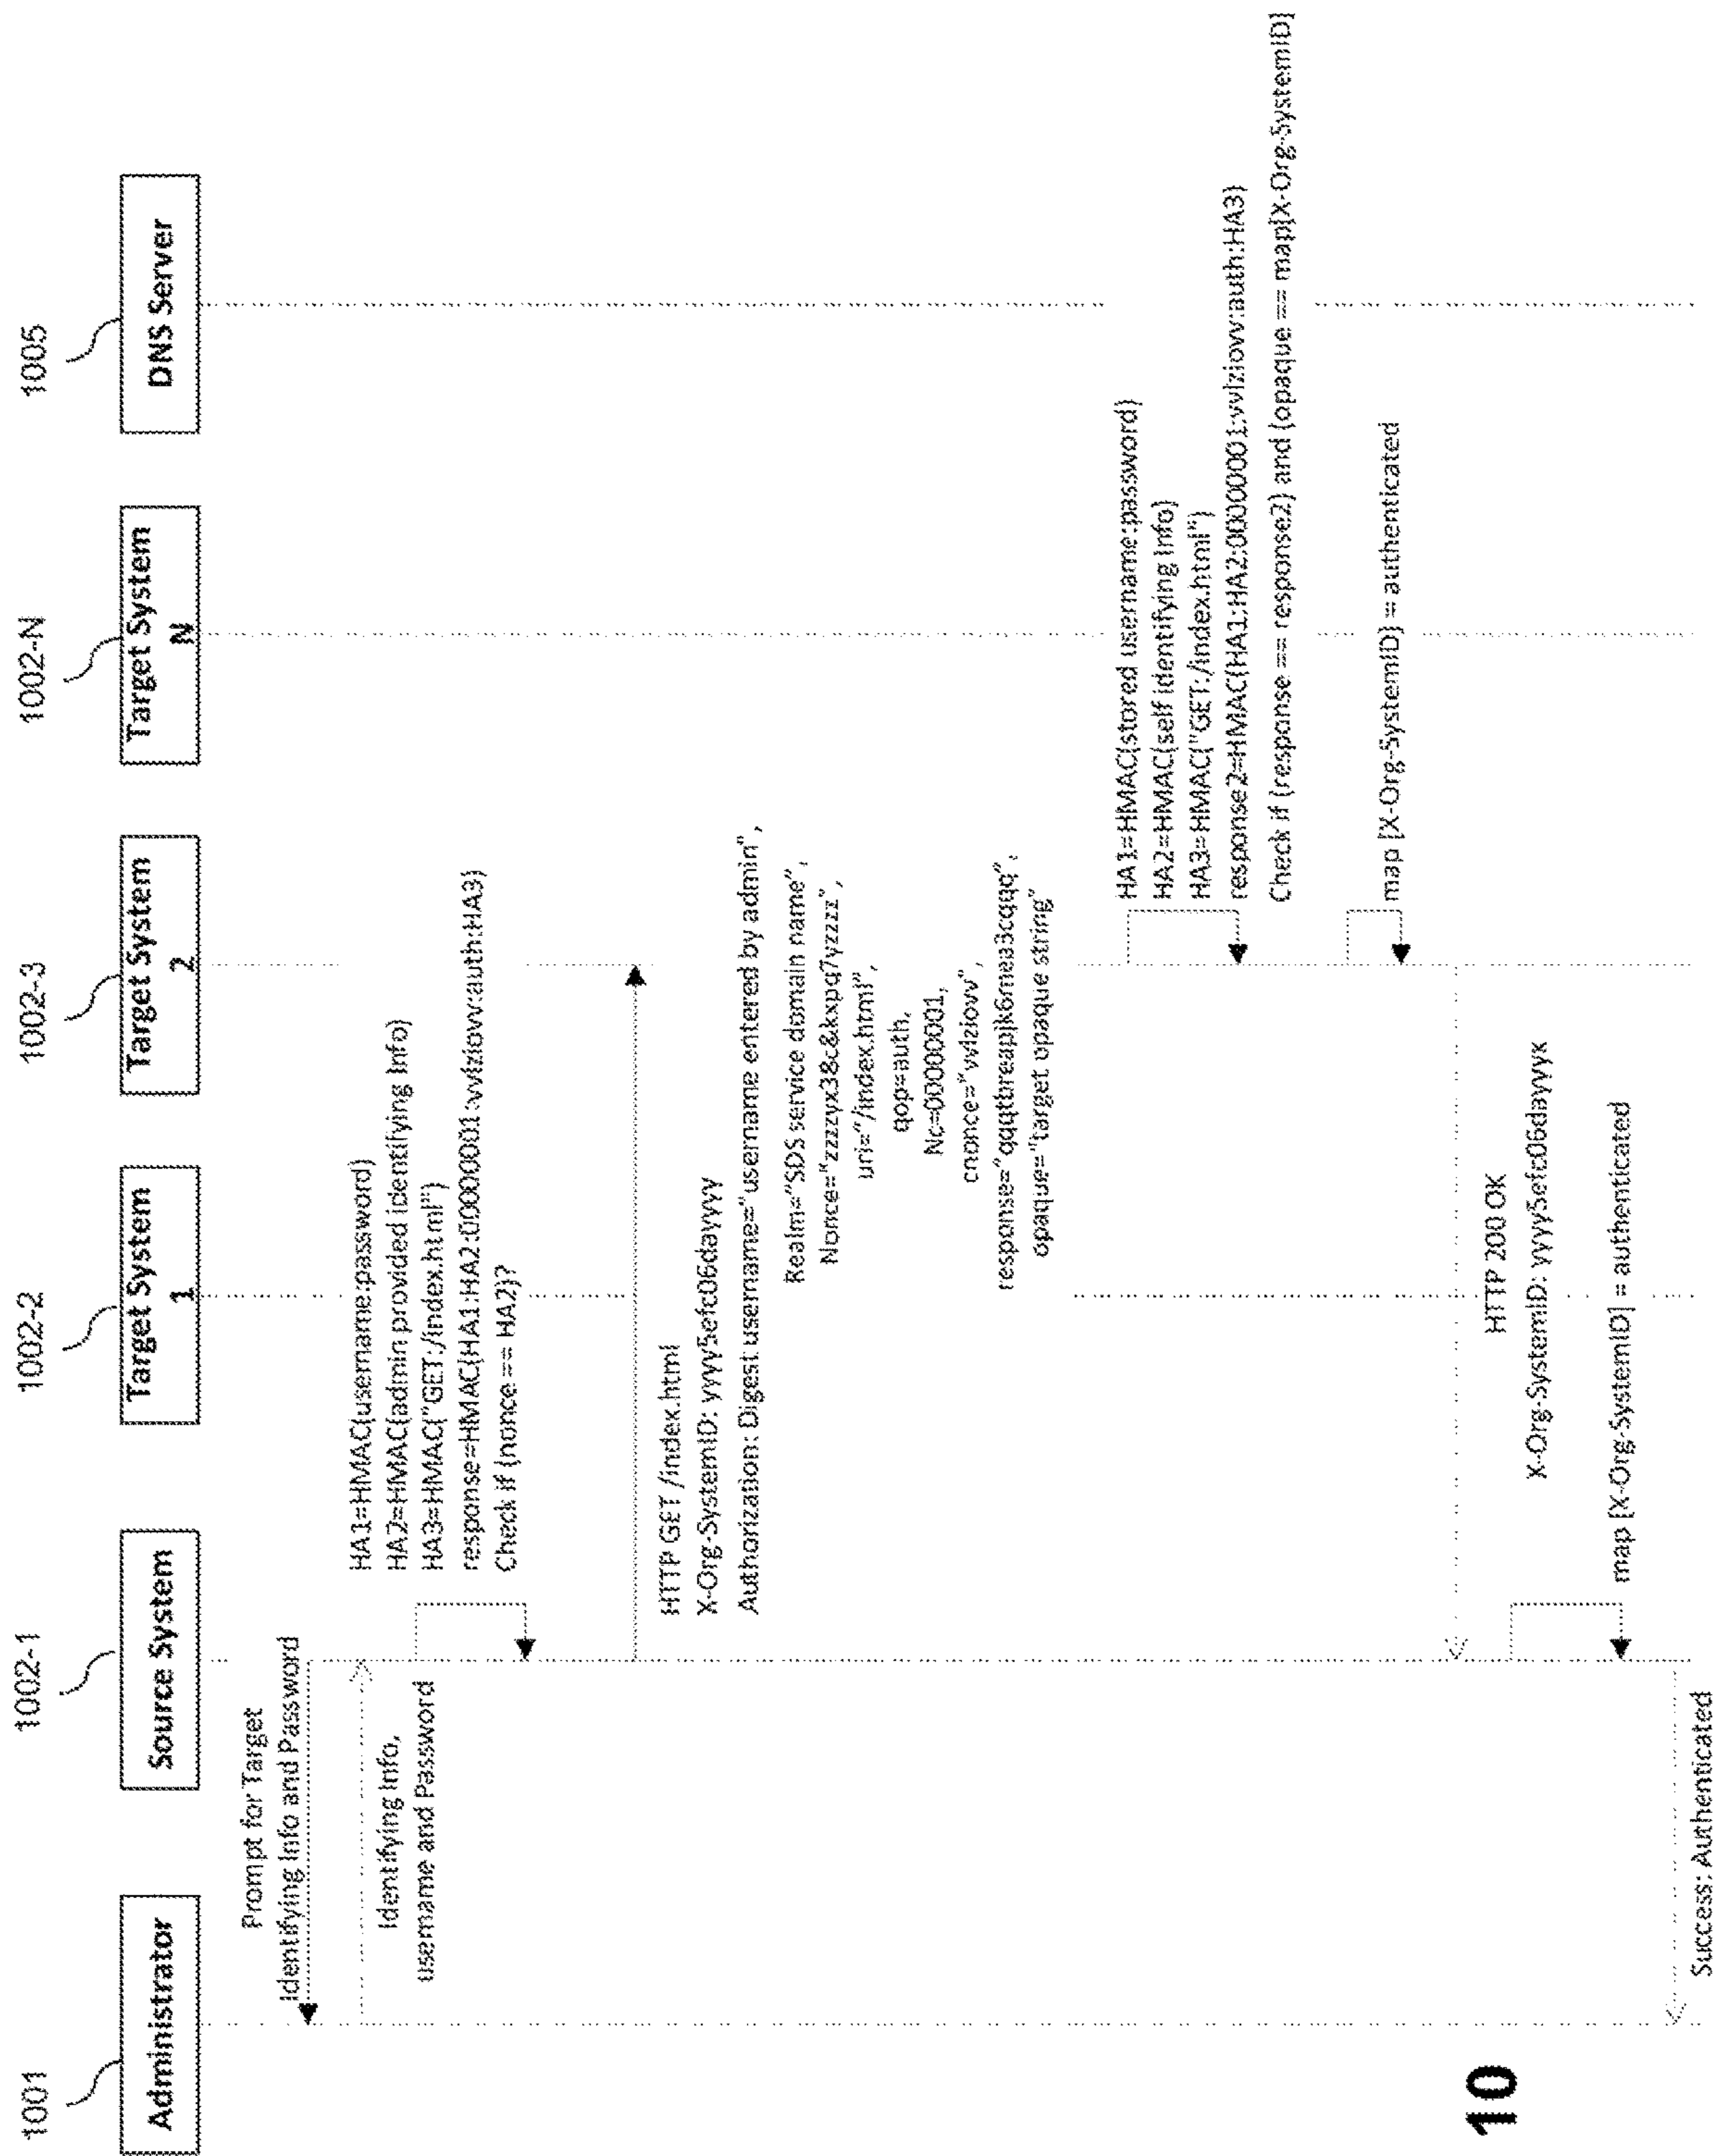 1001
1002-1
1002-2
1002-3
1002-N
1005
Administrator
Source System
Target System
1
Target System
2
Target System
N
DNS Server
Prompt for Target
Identifying Info and Password
Identifying Info,
username and Password
HA1=HMAC(username:password)
HA2=HMAC(admin provided identifying Info)
HA3=HMAC("GET:/index.html")
response=HMAC(HA1:HA2:00000001:vvlziovv:auth:HA3)
Check if (nonce == HA2)?
HTTP GET /index.html
X-Org-SystemID: yyyy5efc06dayyyy
Authorization: Digest username="username entered by admin",
Realm="SDS service domain name",
Nonce="zzzzyx38c&kxpq7yzzzz",
uri="/index.html",
qop=auth,
Nc=00000001,
cnonce="vvlziovv",
response="qqqtbreapjk6mea3cqqq",
opaque="target opaque string"
HA1=HMAC(stored username:password)
HA2=HMAC(self identifying Info)
HA3=HMAC("GET:/index.html")
response2=HMAC(HA1:HA2:00000001:vvlziovv:auth:HA3)
Check if (response == response2) and (opaque == map[X-Org-SystemID]
map [X-Org-SystemID] = authenticated
HTTP 200 OK
X-Org-SystemID: yyyy5efc06dayyyx
map [X-Org-SystemID] = authenticated
Success: Authenticated
10